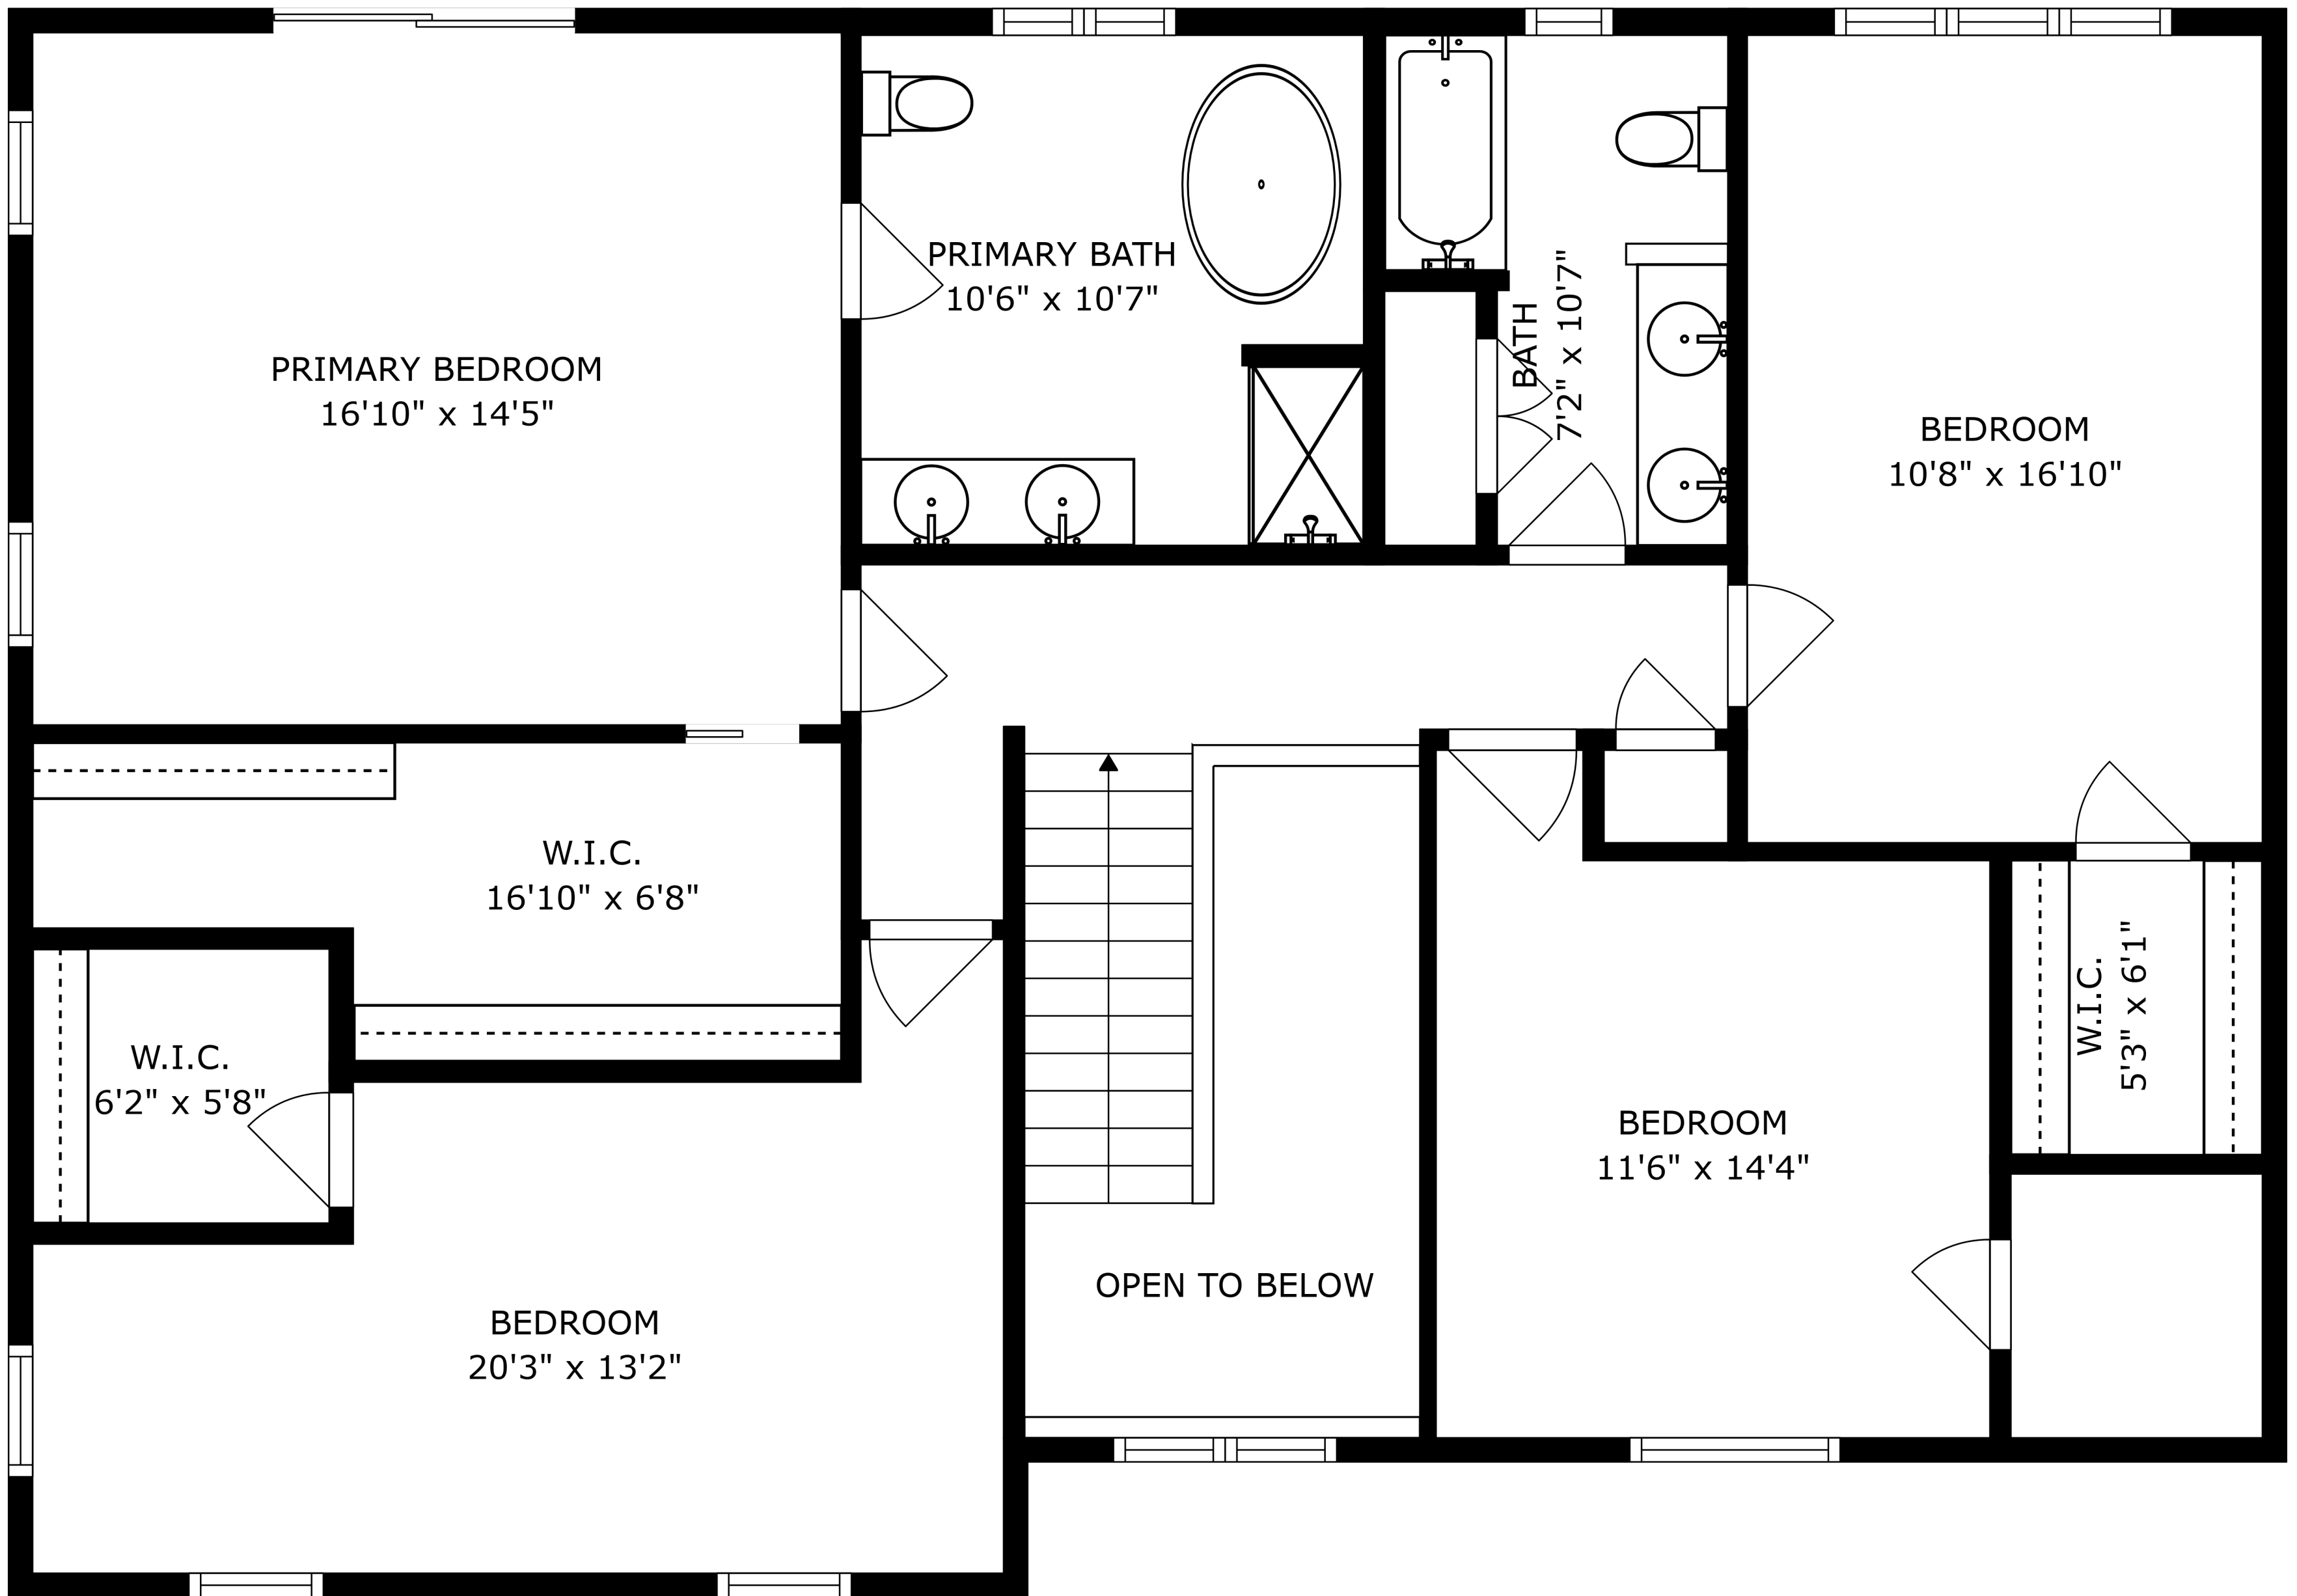 PRIMARY BEDROOM
16'10" x 14'5"
PRIMARY BATH
10'6" x 10'7"
BATH
7'2" x 10'7"
BEDROOM
10'8" x 16'10"
W.I.C.
16'10" x 6'8"
W.I.C.
6'2" x 5'8"
W.I.C.
5'3" x 6'1"
BEDROOM
11'6" x 14'4"
OPEN TO BELOW
BEDROOM
20'3" x 13'2"